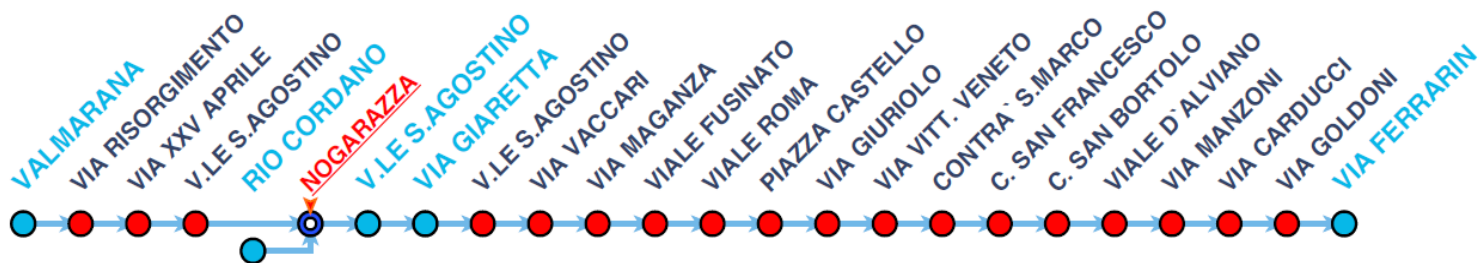 VALMARANA
VIA RISORGIMENTO
VIA XXV APRILE
V.LE S.AGOSTINO
RIO CORDANO
NOGARAZZA
V.LE S.AGOSTINO
VIA GIARETTA
V.LE S.AGOSTINO
VIA VACCARI
VIA MAGANZA
VIALE FUSINATO
VIALE ROMA
PIAZZA CASTELLO
VIA GIURIOLO
VIA VITT. VENETO
CONTRA` S.MARCO
C. SAN FRANCESCO
C. SAN BORTOLO
VIALE D`ALVIANO
VIA MANZONI
VIA CARDUCCI
VIA GOLDONI
VIA FERRARIN